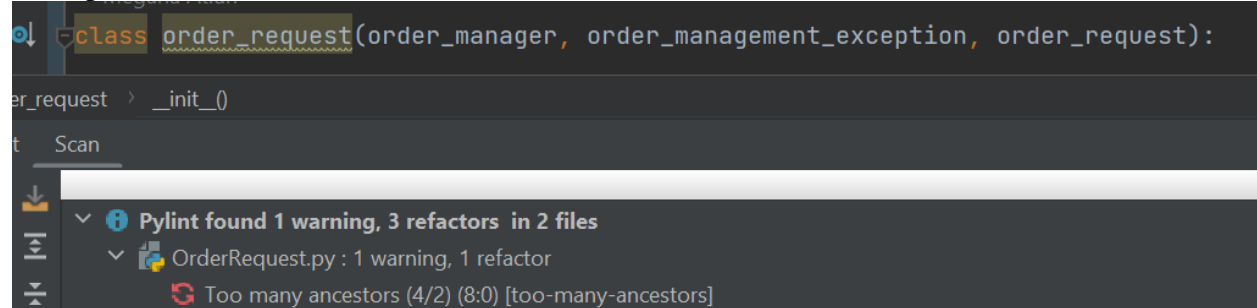 class order_request(order_manager, order_management_exception, order_request):
er_request > __init__()
t Scan
Pylint found 1 warning, 3 refactors in 2 files
OrderRequest.py : 1 warning, 1 refactor
Too many ancestors (4/2) (8:0) [too-many-ancestors]